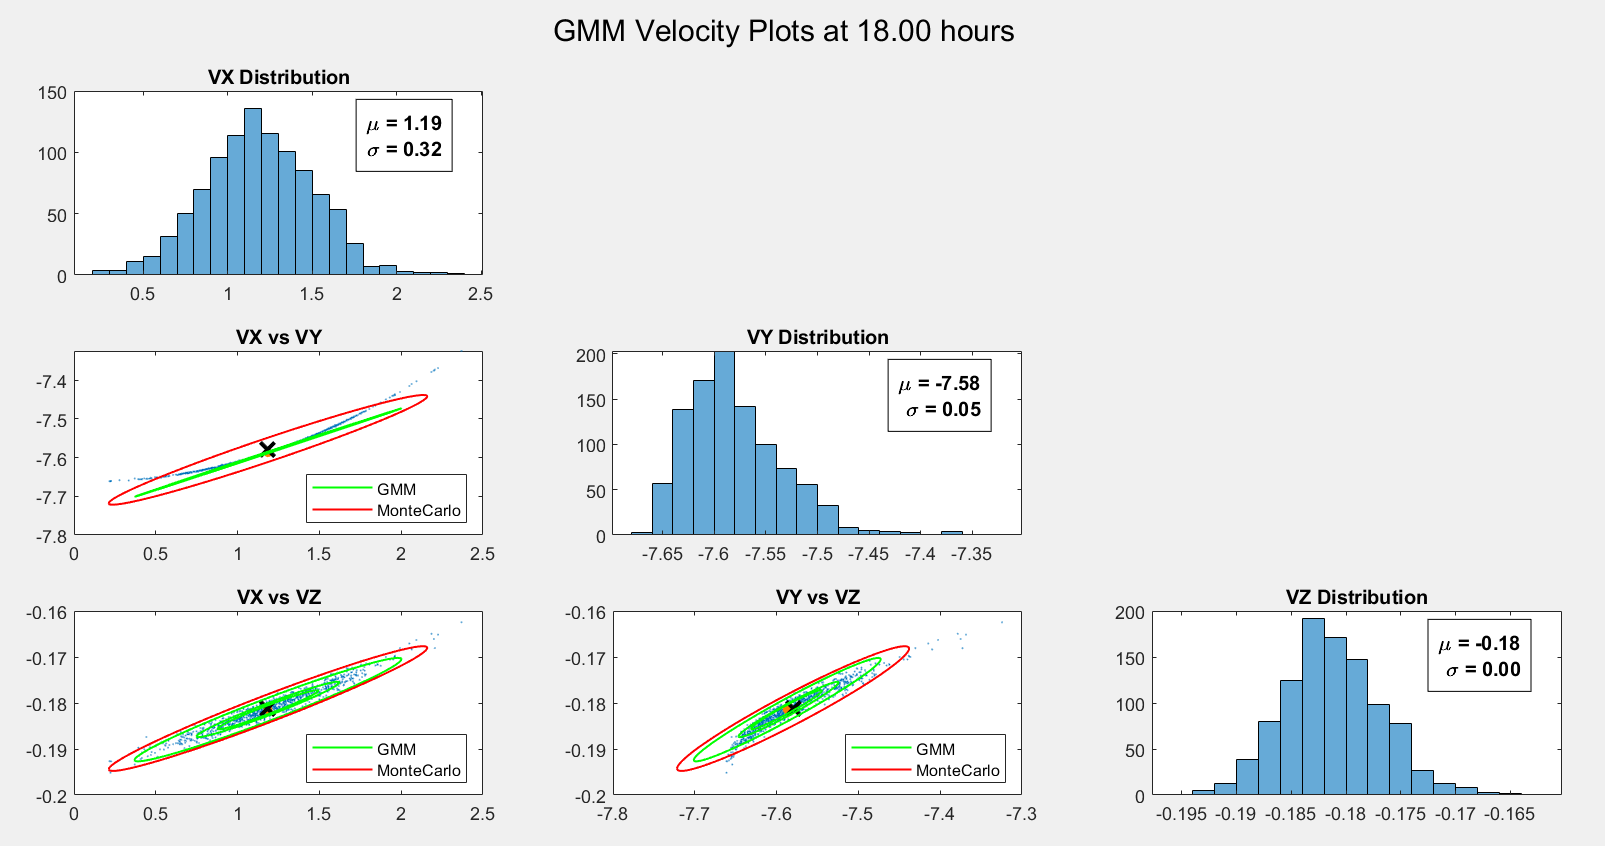 GMM Velocity Plots at 18.00 hours
VX Distribution
150
100
50
0
0.5 1 1.5 2 2.5
μ = 1.19
σ = 0.32
VX vs VY
-7.4
-7.5
-7.6
-7.7
-7.8
0 0.5 1 1.5 2 2.5
GMM
MonteCarlo
VY Distribution
200
150
100
50
0
-7.65 -7.6 -7.55 -7.5 -7.45 -7.4 -7.35
μ = -7.58
σ = 0.05
VX vs VZ
-0.16
-0.17
-0.18
-0.19
-0.2
0 0.5 1 1.5 2 2.5
GMM
MonteCarlo
VY vs VZ
-0.16
-0.17
-0.18
-0.19
-0.2
-7.8 -7.7 -7.6 -7.5 -7.4 -7.3
GMM
MonteCarlo
VZ Distribution
200
150
100
50
0
-0.195 -0.19 -0.185 -0.18 -0.175 -0.17 -0.165
μ = -0.18
σ = 0.00